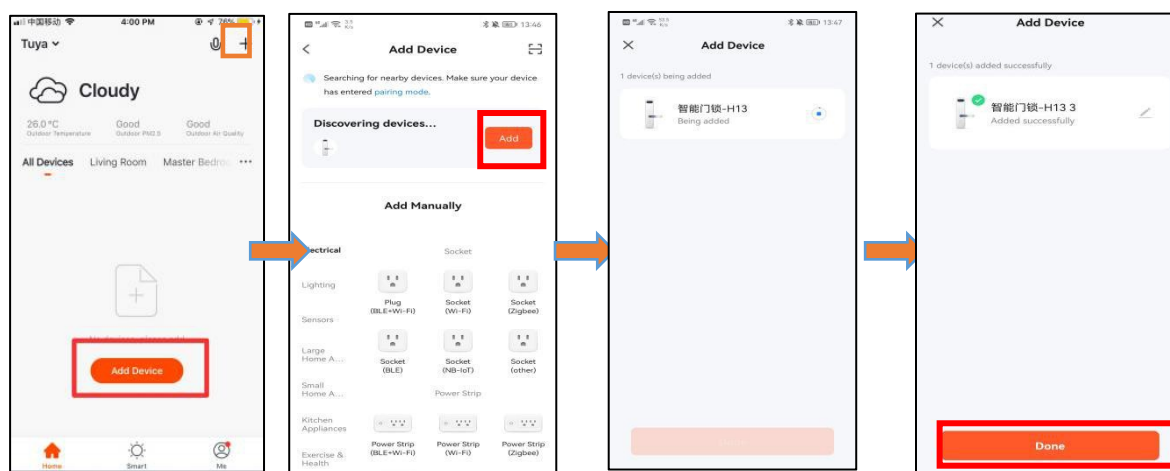 中国移动
4:00 PM
76%
Tuya
Cloudy
26.0 °C
Good
Good
Outdoor Temperature
Outdoor PM2.5
Outdoor Air Quality
All Devices
Living Room
Master
Add Device
Home
Smart
Me
13:46
Add Device
Searching for nearby devices. Make sure your device
has entered pairing mode.
Discovering devices...
Add
Add Manually
Socket
Lighting
Plug
(BLE+Wi-Fi)
Socket
(Wi-Fi)
Socket
(Zigbee)
Sensors
Large
Home A...
Socket
(BLE)
Socket
(NB-IoT)
Socket
(other)
Small
Home A...
Power Strip
Kitchen
Appliances
Power Strip
(BLE+Wi-Fi)
Power Strip
(Wi-Fi)
Power Strip
(Zigbee)
Exercise &
Health
13:47
Add Device
1 device(s) being added
智能门锁-H13
Being added
Add Device
1 device(s) added successfully
智能门锁-H13 3
Added successfully
Done